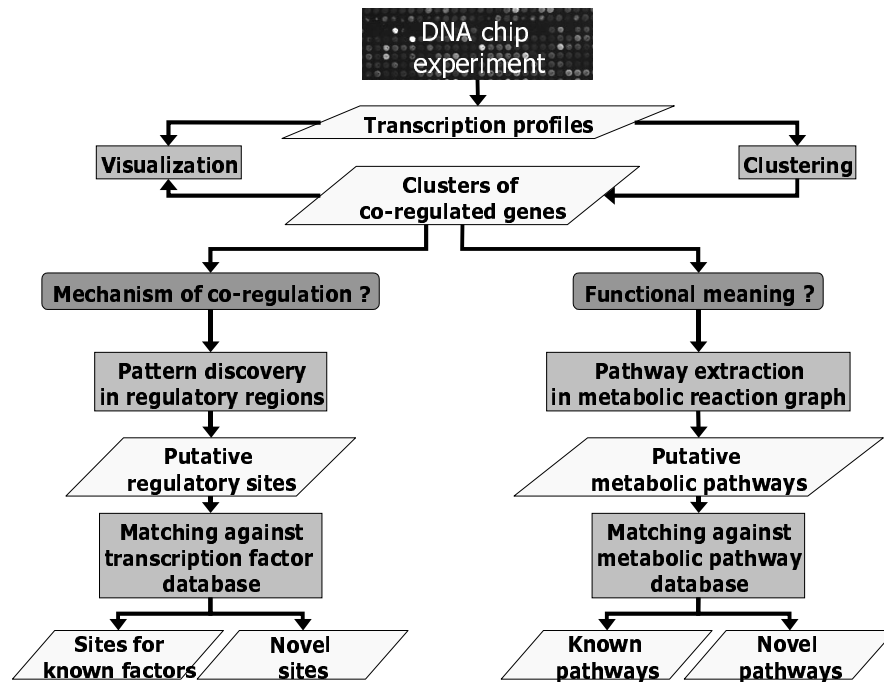 DNA chip
experiment
Transcription profiles
Visualization
Clustering
Clusters of
co-regulated genes
Mechanism of co-regulation ?
Functional meaning ?
Pattern discovery
in regulatory regions
Pathway extraction
in metabolic reaction graph
Putative
regulatory sites
Putative
metabolic pathways
Matching against
transcription factor
database
Matching against
metabolic pathway
database
Sites for
known factors
Novel
sites
Known
pathways
Novel
pathways